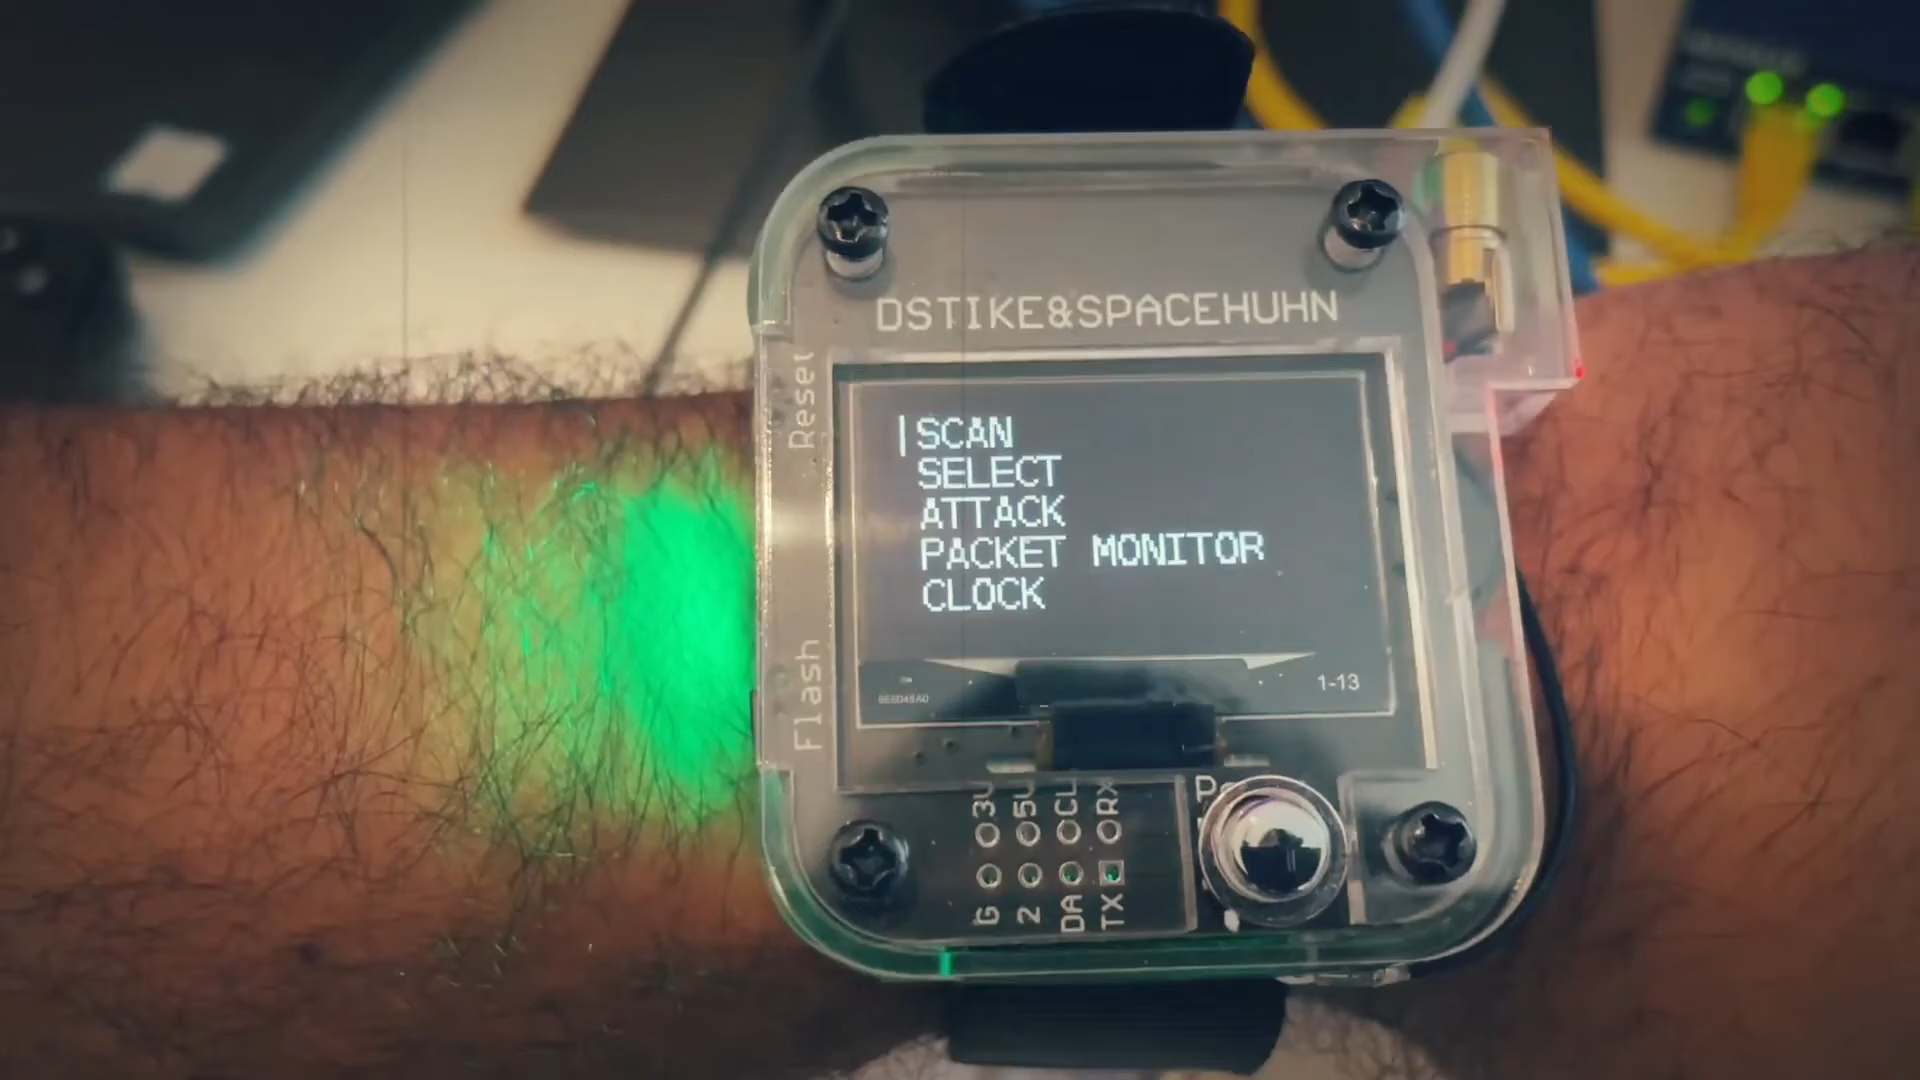 DSTIKE&SPACEHUHN
Reset
SCAN
SELECT
ATTACK
PACKET MONITOR
CLOCK
1-13
Flash
3V 5V CL RX
G 2 DA TX